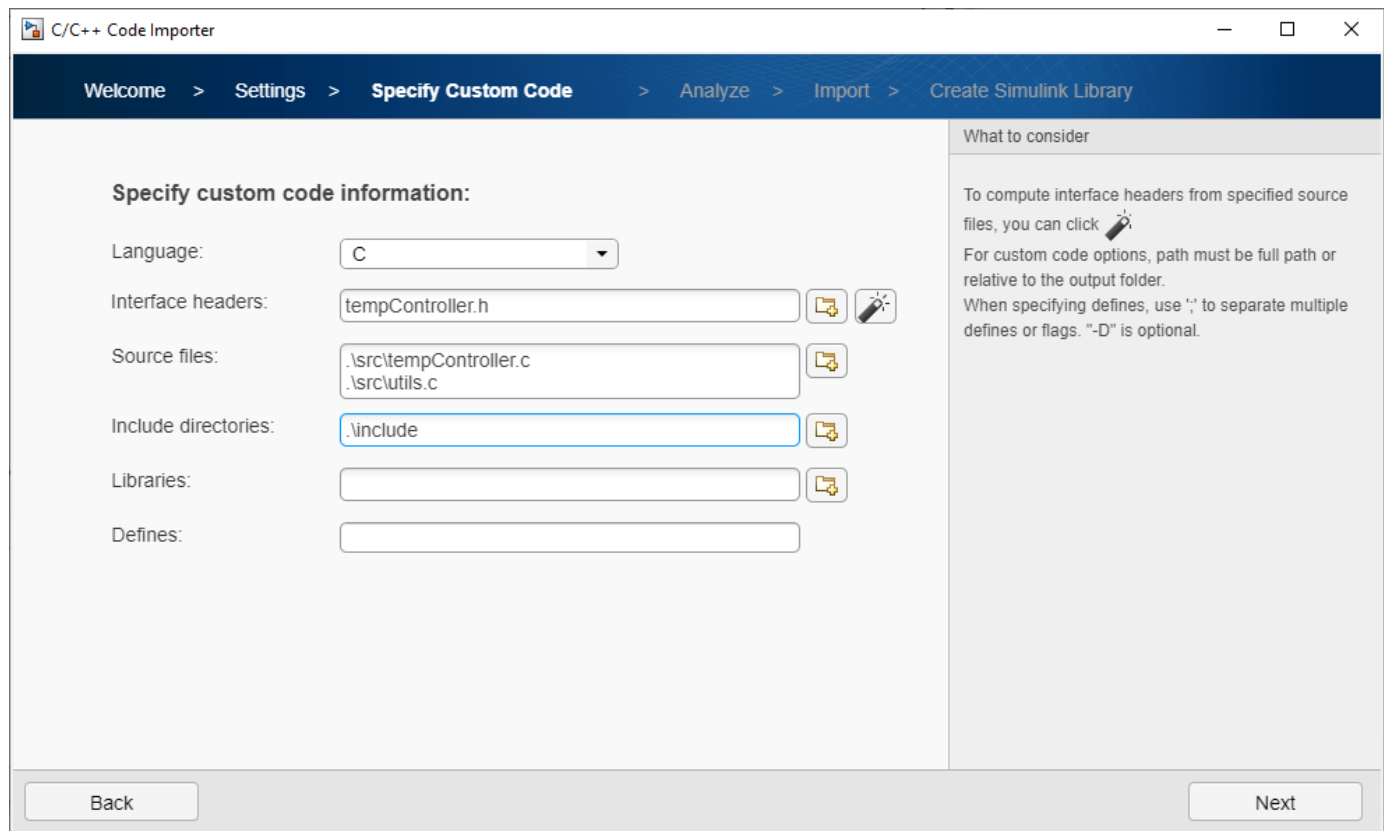 C/C++ Code Importer
Welcome > Settings > Specify Custom Code > Analyze > Import > Create Simulink Library
Specify custom code information:
Language:
C
Interface headers:
tempController.h
Source files:
.\src\tempController.c
.\src\utils.c
Include directories:
.\include
Libraries:
Defines:
What to consider
To compute interface headers from specified source
files, you can click
For custom code options, path must be full path or
relative to the output folder.
When specifying defines, use ';' to separate multiple
defines or flags. "-D" is optional.
Back
Next